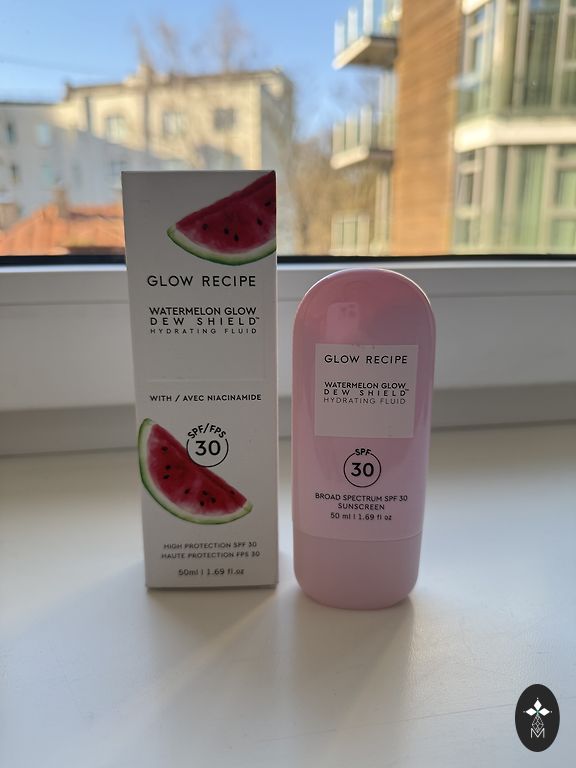 GLOW RECIPE
WATERMELON GLOW
DEW SHIELD™
HYDRATING FLUID
WITH / AVEC NIACINAMIDE
SPF/FPS
30
HIGH PROTECTION SPF 30
HAUTE PROTECTION FPS 30
50ml | 1.69 fl.oz
GLOW RECIPE
WATERMELON GLOW
DEW SHIELD™
HYDRATING FLUID
SPF
30
BROAD SPECTRUM SPF 30
SUNSCREEN
50 ml | 1.69 fl oz
M